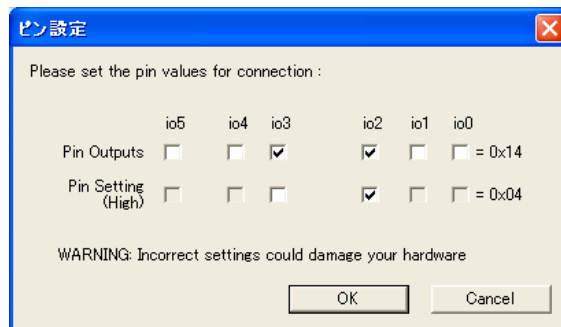 ピン設定
Please set the pin values for connection :
io5 io4 io3 io2 io1 io0
Pin Outputs = 0x14
Pin Setting = 0x04
(High)
WARNING: Incorrect settings could damage your hardware
OK Cancel